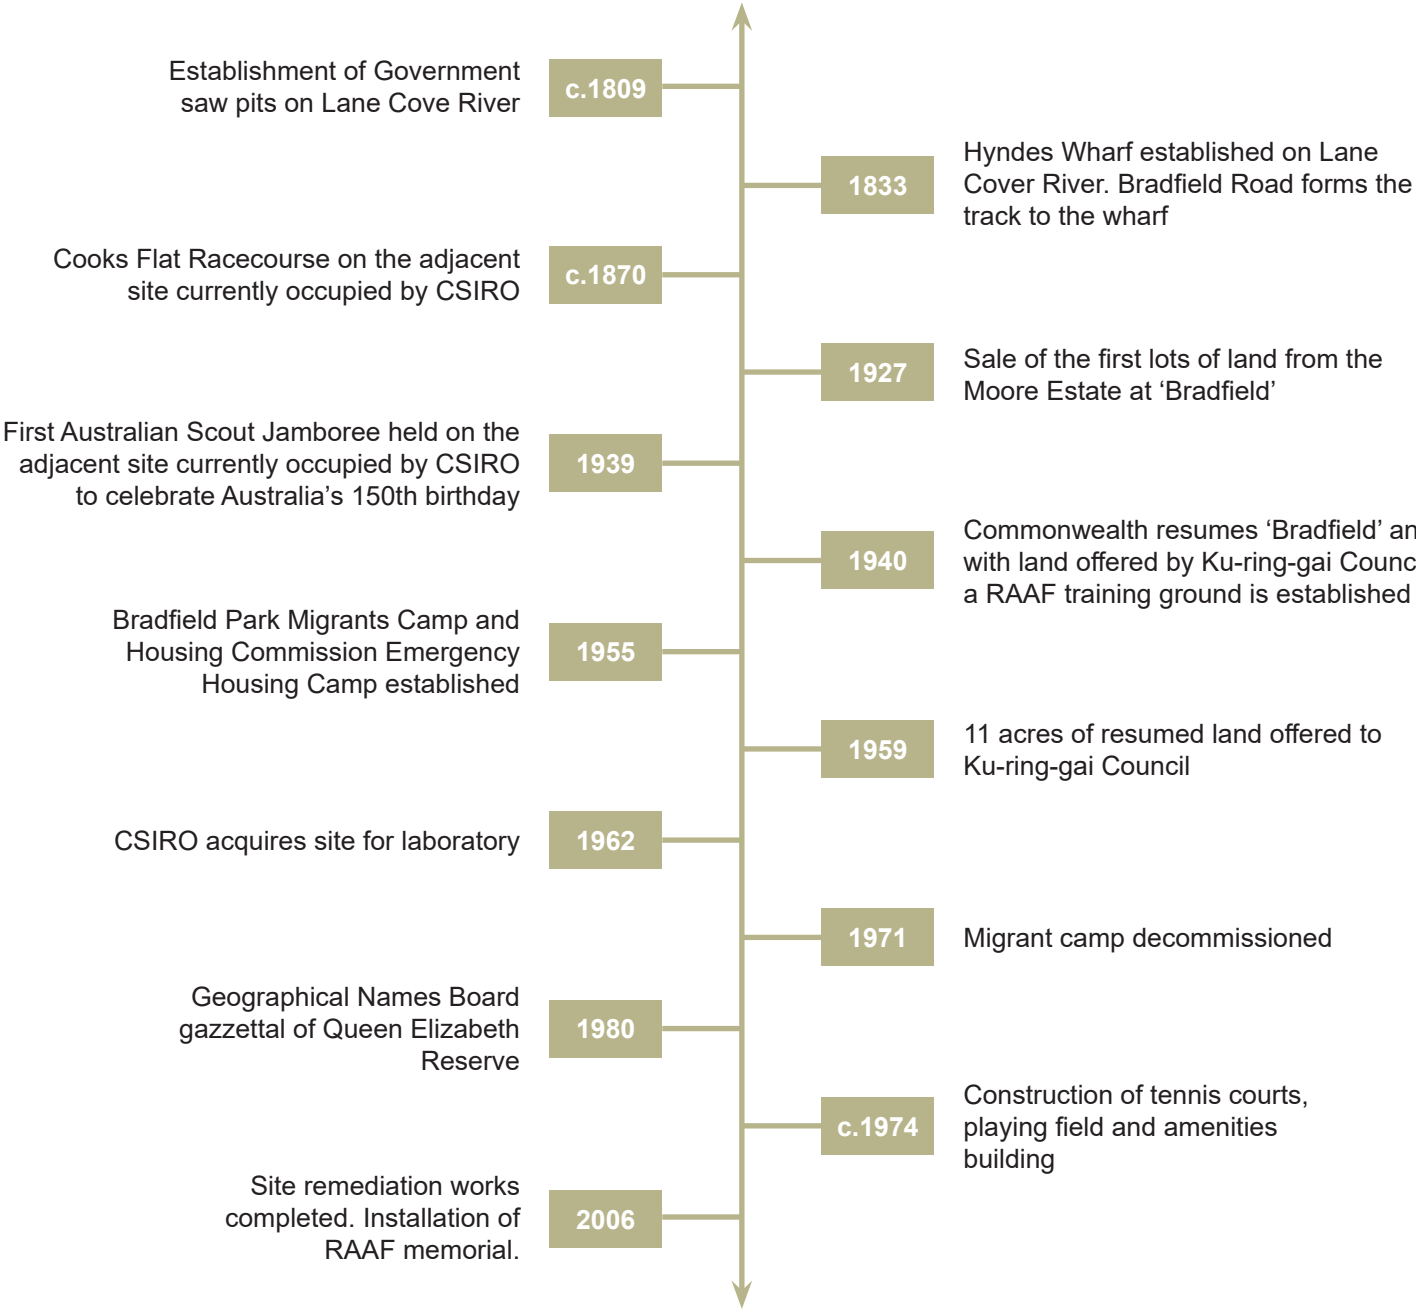 Establishment of Government
saw pits on Lane Cove River
c.1809
Hyndes Wharf established on Lane
Cover River. Bradfield Road forms the
track to the wharf
1833
Cooks Flat Racecourse on the adjacent
site currently occupied by CSIRO
c.1870
1927
Sale of the first lots of land from the
Moore Estate at ‘Bradfield’
First Australian Scout Jamboree held on the
adjacent site currently occupied by CSIRO
to celebrate Australia’s 150th birthday
1939
1940
Commonwealth resumes ‘Bradfield’
with land offered by Ku-ring-gai
a RAAF training ground is established
Bradfield Park Migrants Camp and
Housing Commission Emergency
Housing Camp established
1955
1959
11 acres of resumed land offered to
Ku-ring-gai Council
CSIRO acquires site for laboratory
1962
1971
Migrant camp decommissioned
Geographical Names Board
gazzettal of Queen Elizabeth
Reserve
1980
c.1974
Construction of tennis courts,
playing field and amenities
building
Site remediation works
completed. Installation of
RAAF memorial.
2006